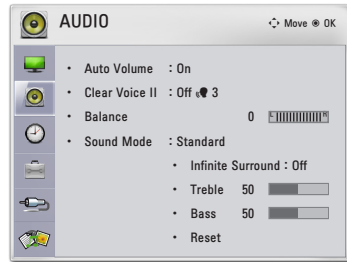 AUDIO
Move OK
• Auto Volume : On
• Clear Voice II : Off 3
• Balance 0 L R
• Sound Mode : Standard
• Infinite Surround : Off
• Treble 50
• Bass 50
• Reset